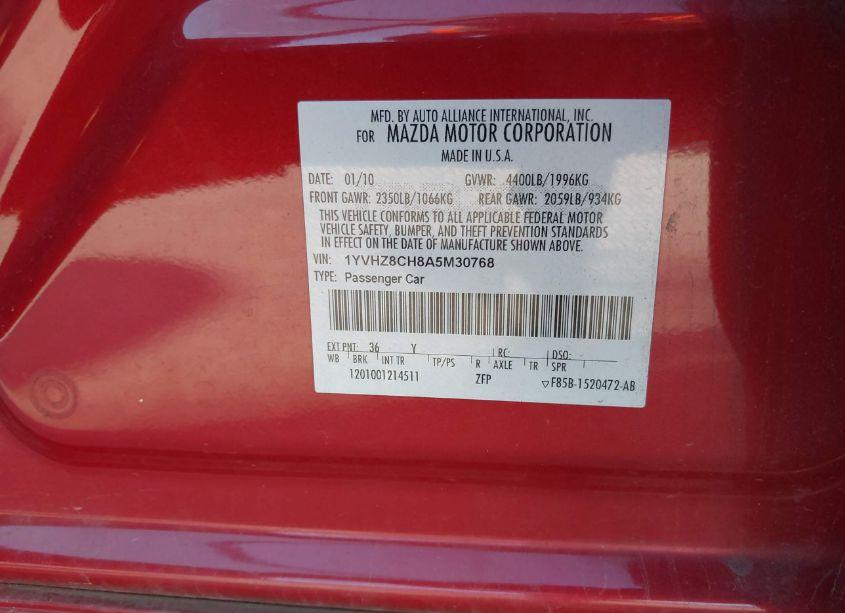 MFD. BY AUTO ALLIANCE INTERNATIONAL, INC.
FOR MAZDA MOTOR CORPORATION
MADE IN U.S.A.
DATE: 01/10 GVWR: 4400LB/1996KG
FRONT GAWR: 2350LB/1066KG REAR GAWR: 2059LB/934KG
THIS VEHICLE CONFORMS TO ALL APPLICABLE FEDERAL MOTOR
VEHICLE SAFETY, BUMPER, AND THEFT PREVENTION STANDARDS
IN EFFECT ON THE DATE OF MANUFACTURE SHOWN ABOVE.
VIN: 1YVHZ8CH8A5M30768
TYPE: Passenger Car
EXT PNT: 36 Y RC: DSO:
WB BRK INT TR TP/PS R AXLE TR SPR
1201001214511 ZFP ▽F85B-1520472-AB